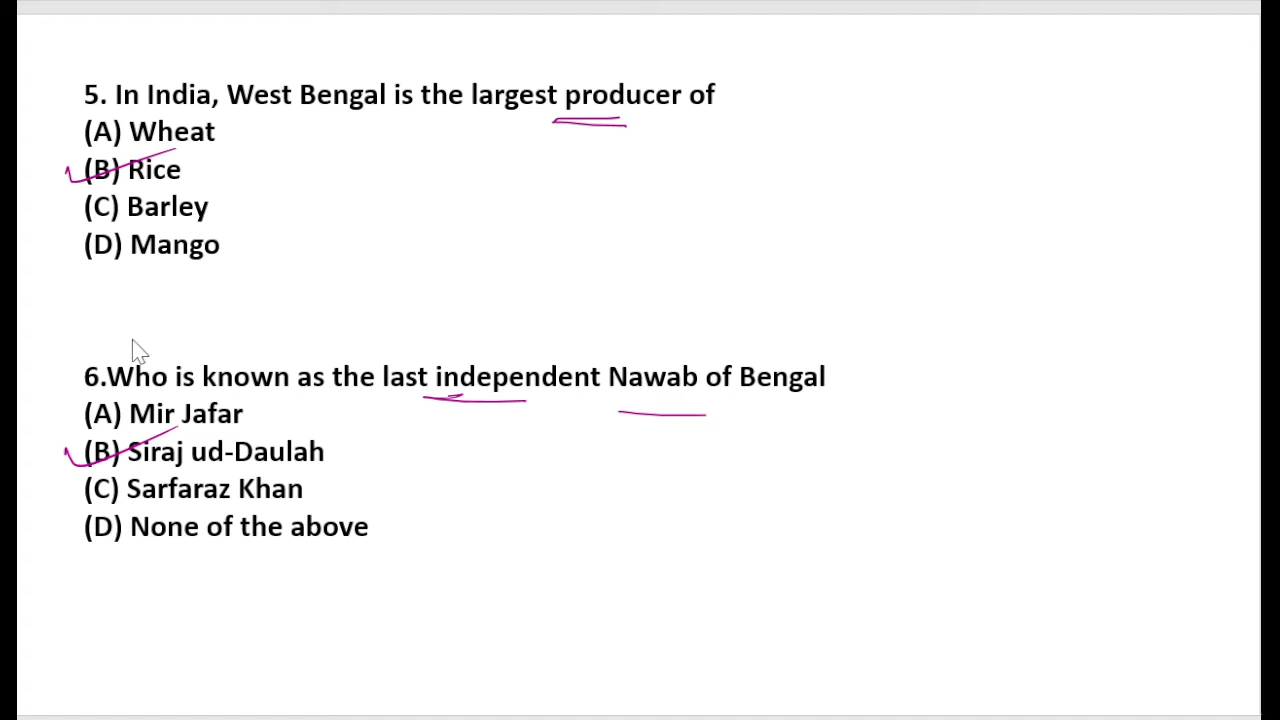 5. In India, West Bengal is the largest producer of
(A) Wheat
(B) Rice
(C) Barley
(D) Mango
6.Who is known as the last independent Nawab of Bengal
(A) Mir Jafar
(B) Siraj ud-Daulah
(C) Sarfaraz Khan
(D) None of the above